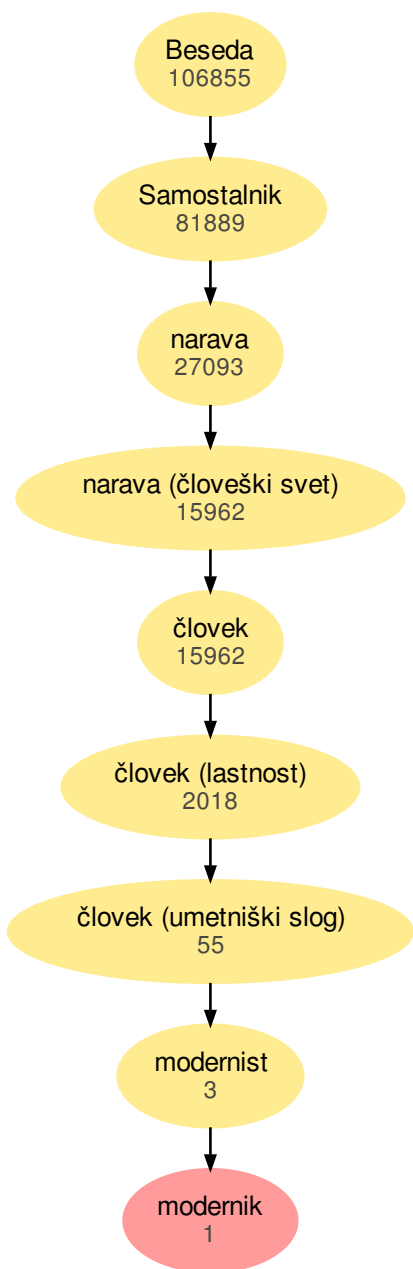 Beseda
106855
Samostalnik
81889
narava
27093
narava (človeški svet)
15962
človek
15962
človek (lastnost)
2018
človek (umetniški slog)
55
modernist
3
modernik
1